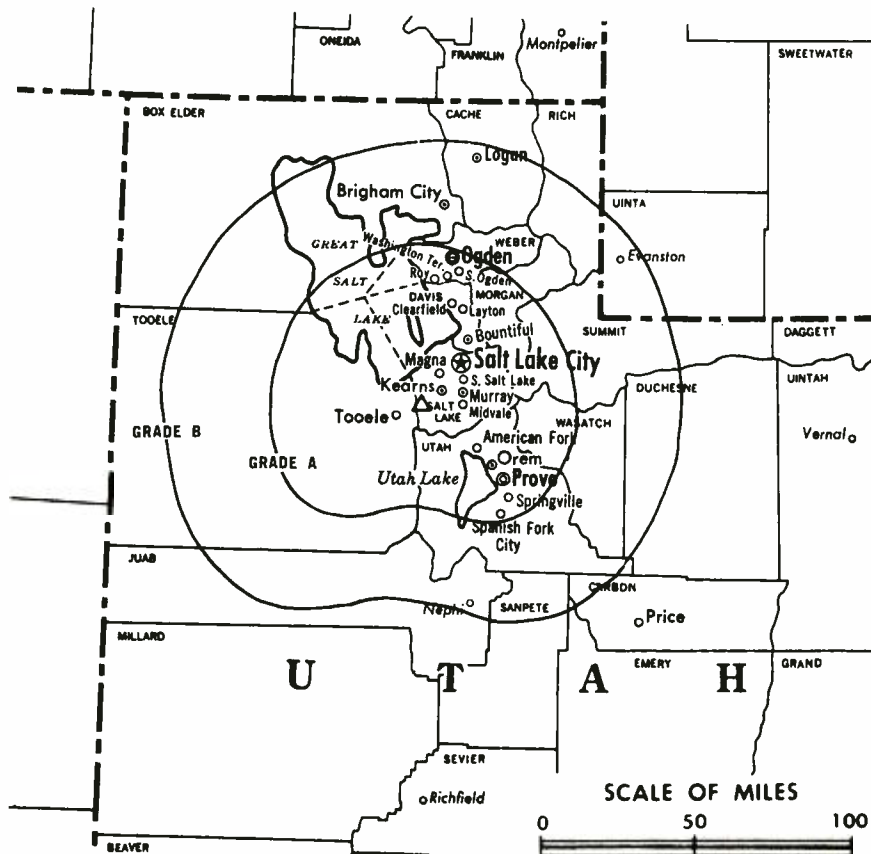 ONEIDA
FRANKLIN
Montpelier
SWEETWATER
BOX ELDER
CACHE
RICH
Logan
Brigham City
UINTA
GREAT
WEBER
Evanston
Washington Ter.
Ogden
Roy
S. Ogden
SALT
DAVIS
MORGAN
Clearfield
Layton
LAKE
TOOELE
SUMMIT
DAGGETT
Bountiful
Magna
Salt Lake City
S. Salt Lake
Kearns
DUCHESNE
UINTAH
Murray
SALT
LAKE
Midvale
Tooele
WASATCH
GRADE B
UTAH
American Fork
Vernal
GRADE A
Orem
Utah Lake
Provo
Springville
Spanish Fork
City
JUAB
CARBON
Nephi
SANPETE
Price
MILLARD
EMERY
GRAND
U T A H
SEVIER
Richfield
SCALE OF MILES
0 50 100
BEAVER